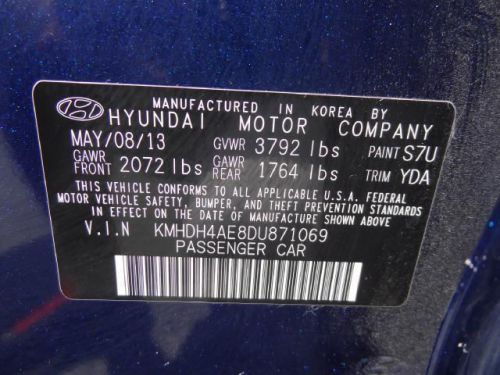 MANUFACTURED IN KOREA BY
HYUNDAI MOTOR COMPANY
MAY/08/13 GVWR 3792 lbs PAINT S7U
GAWR FRONT 2072 lbs GAWR REAR 1764 lbs TRIM YDA
THIS VEHICLE CONFORMS TO ALL APPLICABLE U.S.A. FEDERAL
MOTOR VEHICLE SAFETY, BUMPER, AND THEFT PREVENTION STANDARDS
IN EFFECT ON THE DATE OF MANUFACTURE SHOWN ABOVE.
V.I.N KMHDH4AE8DU871069
PASSENGER CAR